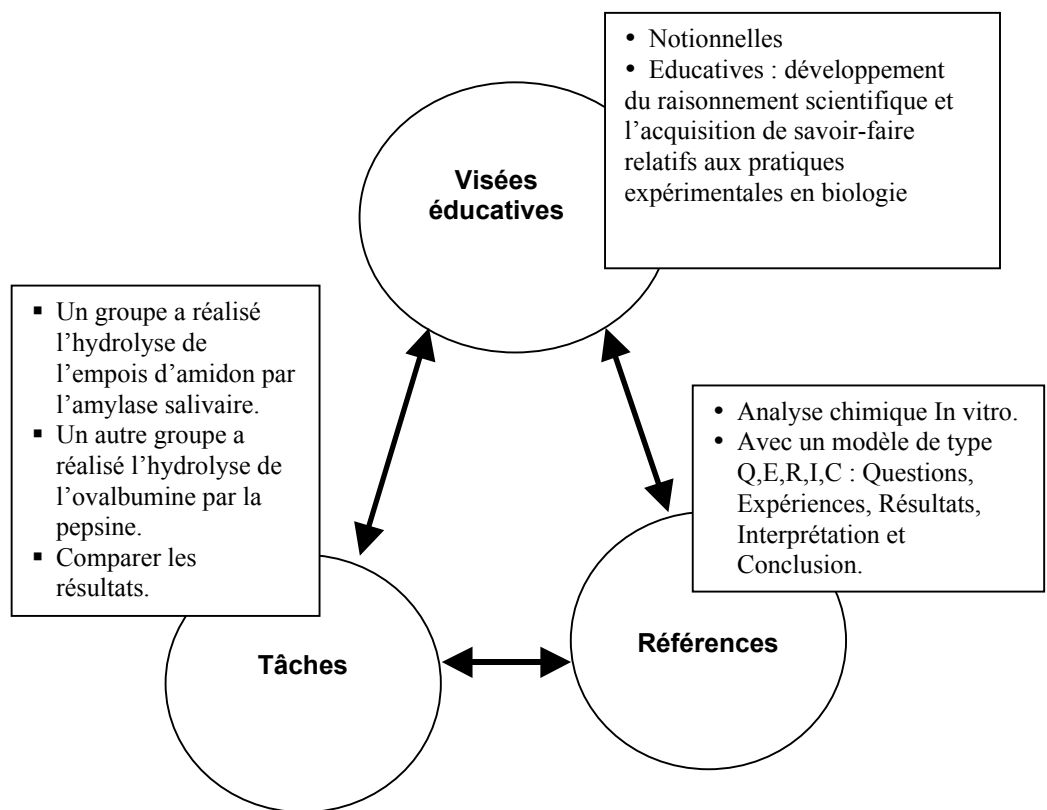 • Notionnelles
• Educatives : développement
du raisonnement scientifique et
l’acquisition de savoir-faire
relatifs aux pratiques
expérimentales en biologie
Visées
éducatives
▪ Un groupe a réalisé
l’hydrolyse de
l’empois d’amidon par
l’amylase salivaire.
▪ Un autre groupe a
réalisé l’hydrolyse de
l’ovalbumine par la
pepsine.
▪ Comparer les
résultats.
• Analyse chimique In vitro.
• Avec un modèle de type
Q,E,R,I,C : Questions,
Expériences, Résultats,
Interprétation et
Conclusion.
Tâches
Références